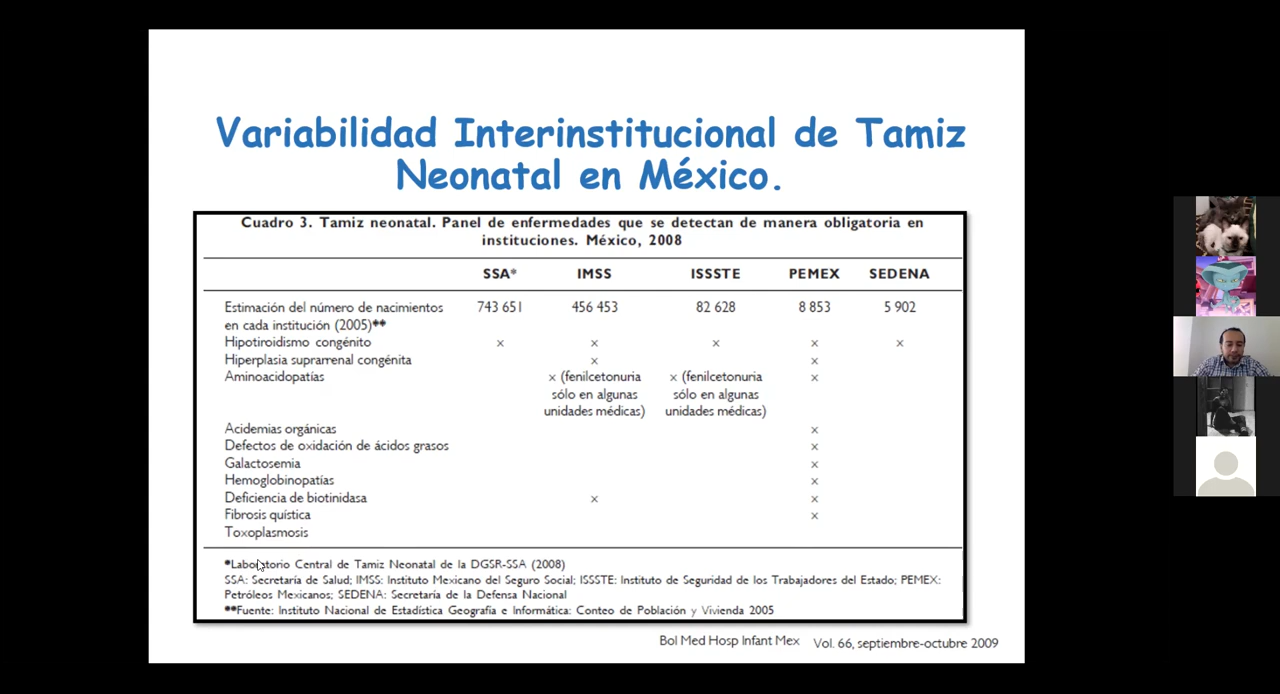 Variabilidad Interinstitucional de Tamiz
Neonatal en México.
Cuadro 3. Tamiz neonatal. Panel de enfermedades que se detectan de manera obligatoria en
instituciones. México, 2008
SSA* IMSS ISSSTE PEMEX SEDENA
Estimación del número de nacimientos 743 651 456 453 82 628 8 853 5 902
en cada institución (2005)**
Hipotiroidismo congénito x x x x x
Hiperplasia suprarrenal congénita x x
Aminoacidopatías x (fenilcetonuria x (fenilcetonuria x
sólo en algunas sólo en algunas
unidades médicas) unidades médicas)
Acidemias orgánicas x
Defectos de oxidación de ácidos grasos x
Galactosemia x
Hemoglobinopatías x
Deficiencia de biotinidasa x x
Fibrosis quística x
Toxoplasmosis
*Laboratorio Central de Tamiz Neonatal de la DGSR-SSA (2008)
SSA: Secretaría de Salud; IMSS: Instituto Mexicano del Seguro Social; ISSSTE: Instituto de Seguridad de los Trabajadores del Estado; PEMEX:
Petróleos Mexicanos; SEDENA: Secretaría de la Defensa Nacional
**Fuente: Instituto Nacional de Estadística Geografía e Informática: Conteo de Población y Vivienda 2005
Bol Med Hosp Infant Mex Vol. 66, septiembre-octubre 2009